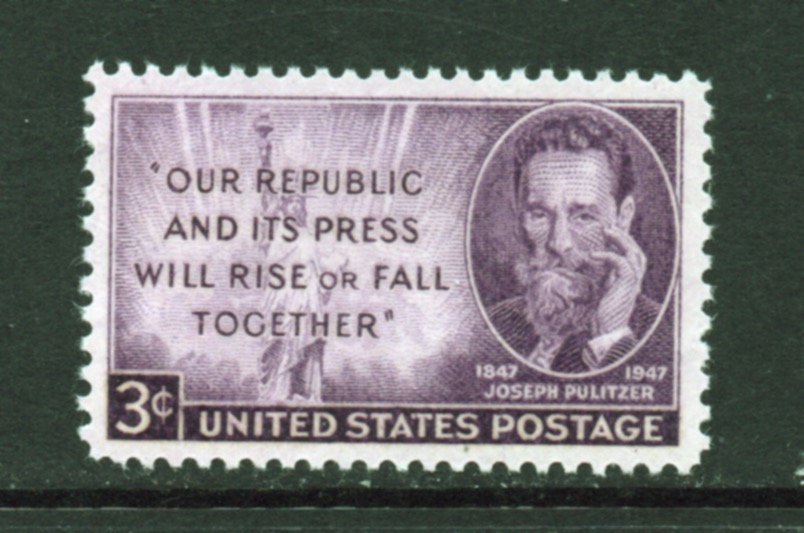 "OUR REPUBLIC
AND ITS PRESS
WILL RISE OR FALL
TOGETHER"
1847 1947
JOSEPH PULITZER
3¢
UNITED STATES POSTAGE